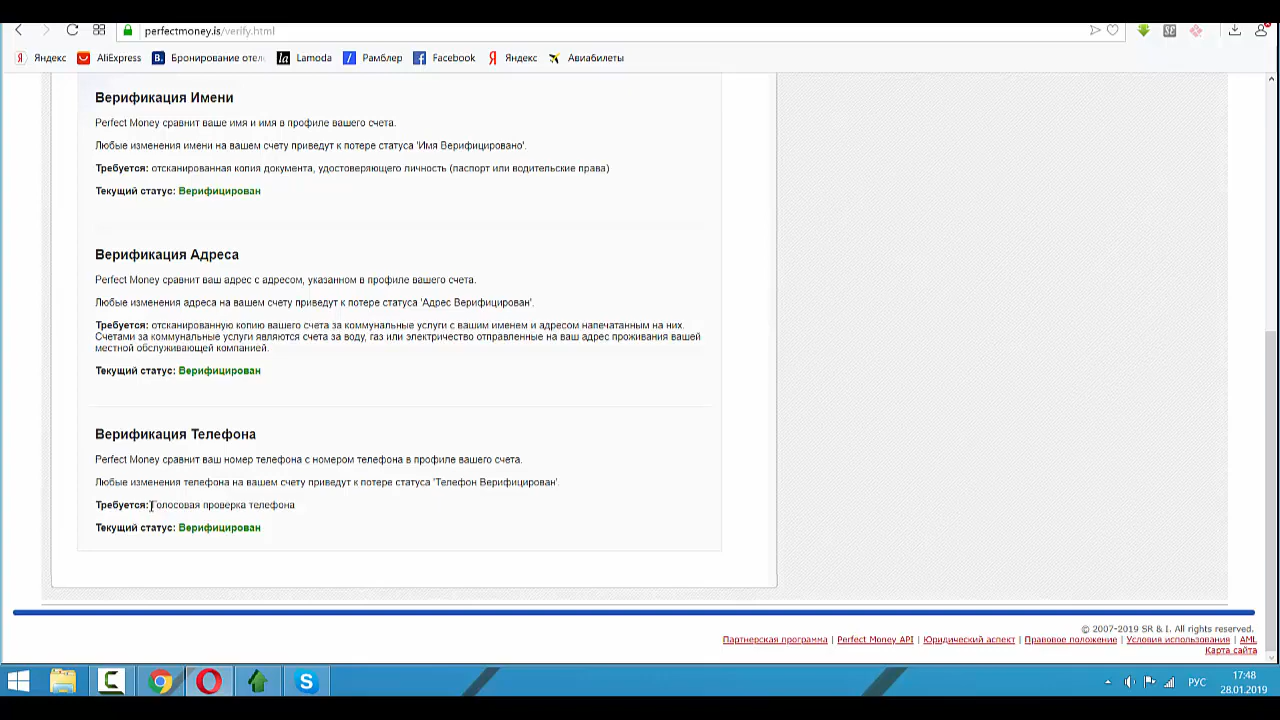 perfectmoney.is/verify.html
Яндекс AliExpress Бронирование отел Lamoda Рамблер Facebook Яндекс Авиабилеты
Верификация Имени
Perfect Money сравнит ваше имя и имя в профиле вашего счета.
Любые изменения имени на вашем счету приведут к потере статуса 'Имя Верифицировано'.
Требуется: отсканированная копия документа, удостоверяющего личность (паспорт или водительские права)
Текущий статус: Верифицирован
Верификация Адреса
Perfect Money сравнит ваш адрес с адресом, указанном в профиле вашего счета.
Любые изменения адреса на вашем счету приведут к потере статуса 'Адрес Верифицирован'.
Требуется: отсканированную копию вашего счета за коммунальные услуги с вашим именем и адресом напечатанным на них.
Счетами за коммунальные услуги являются счета за воду, газ или электричество отправленные на ваш адрес проживания вашей
местной обслуживающей компанией.
Текущий статус: Верифицирован
Верификация Телефона
Perfect Money сравнит ваш номер телефона с номером телефона в профиле вашего счета.
Любые изменения телефона на вашем счету приведут к потере статуса 'Телефон Верифицирован'.
Требуется: Голосовая проверка телефона
Текущий статус: Верифицирован
© 2007-2019 SR & I. All rights reserved.
Партнерская программа | Perfect Money API | Юридический аспект | Правовое положение | Условия использования | AML
Карта сайта
РУС
17:48
28.01.2019